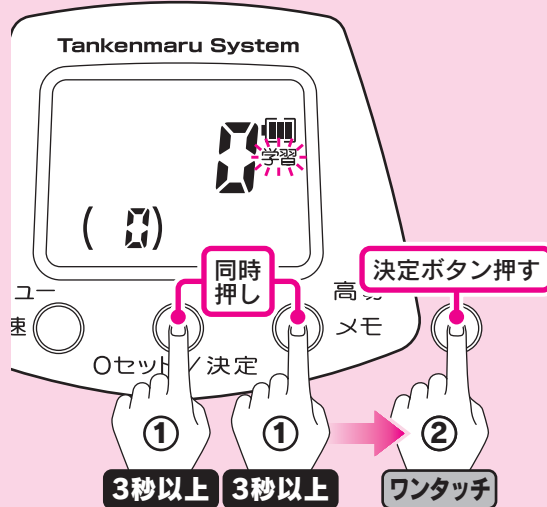 Tankenmaru System
0
学習
( 0)
同時
押し
決定ボタン押す
ュー
速
メモ
0セット/決定
①
①
②
3秒以上
3秒以上
ワンタッチ